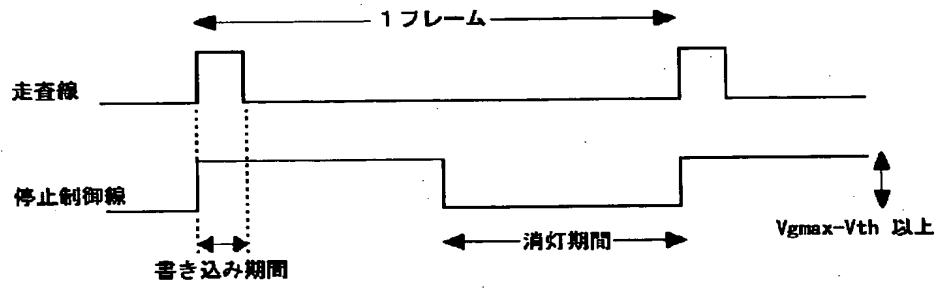 1フレーム
走査線
停止制御線
Vgmax-Vth 以上
消灯期間
書き込み期間